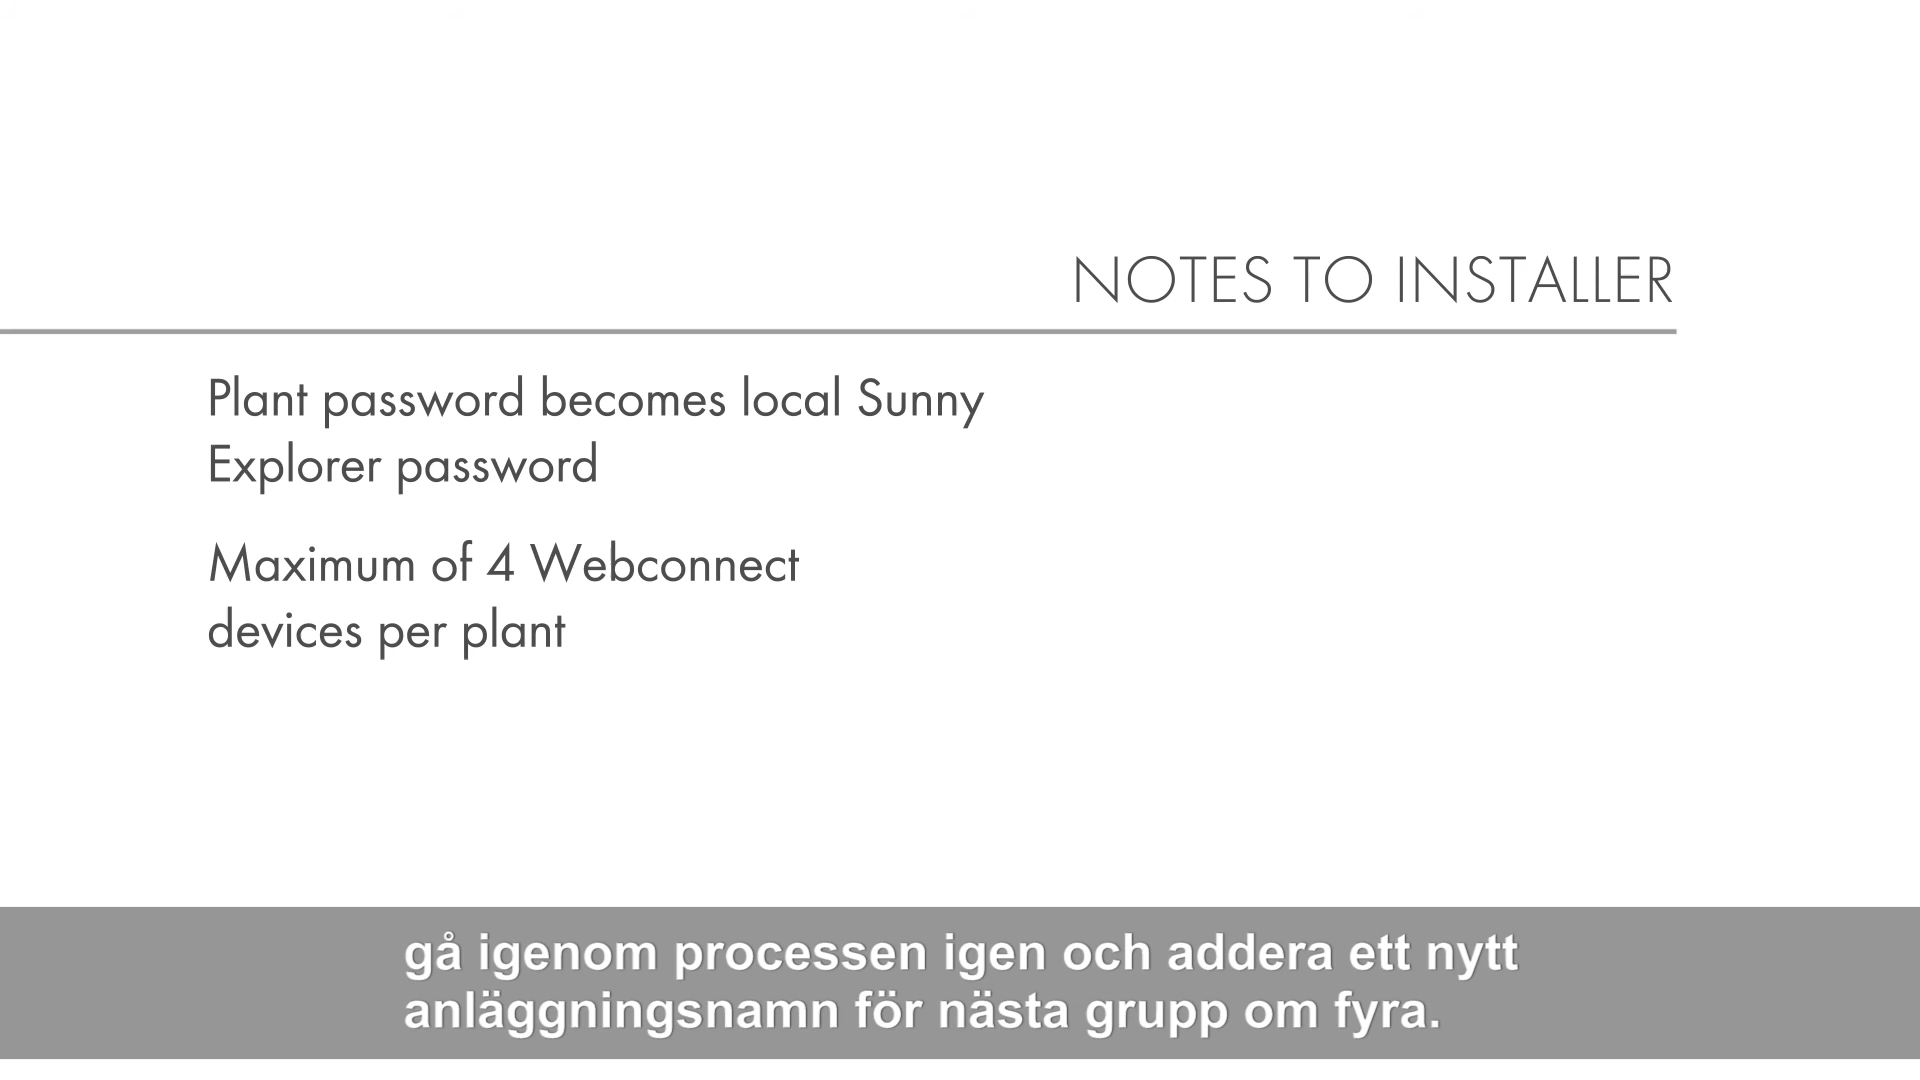 NOTES TO INSTALLER
Plant password becomes local Sunny
Explorer password
Maximum of 4 Webconnect
devices per plant
gå igenom processen igen och addera ett nytt
anläggningsnamn för nästa grupp om fyra.